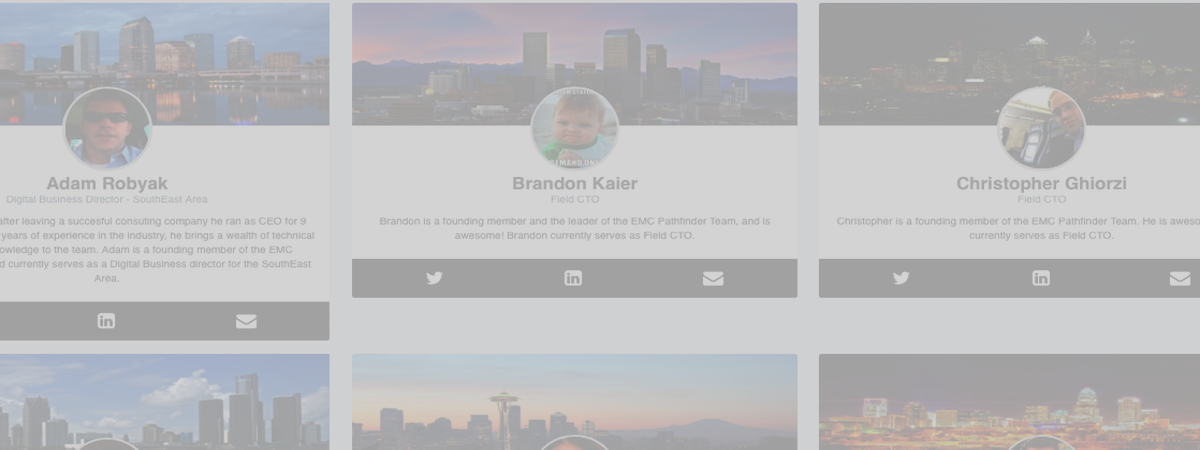 Adam Robyak
Digital Business Director - SouthEast Area
after leaving a succesful consuting company he ran as CEO for 9
years of experience in the industry, he brings a wealth of technical
owledge to the team. Adam is a founding member of the EMC
d currently serves as a Digital Business director for the SouthEast
Area.
Brandon Kaier
Field CTO
Brandon is a founding member and the leader of the EMC Pathfinder Team, and is
awesome! Brandon currently serves as Field CTO.
Christopher Ghiorzi
Field CTO
Christopher is a founding member of the EMC Pathfinder Team. He is aweso
currently serves as Field CTO.